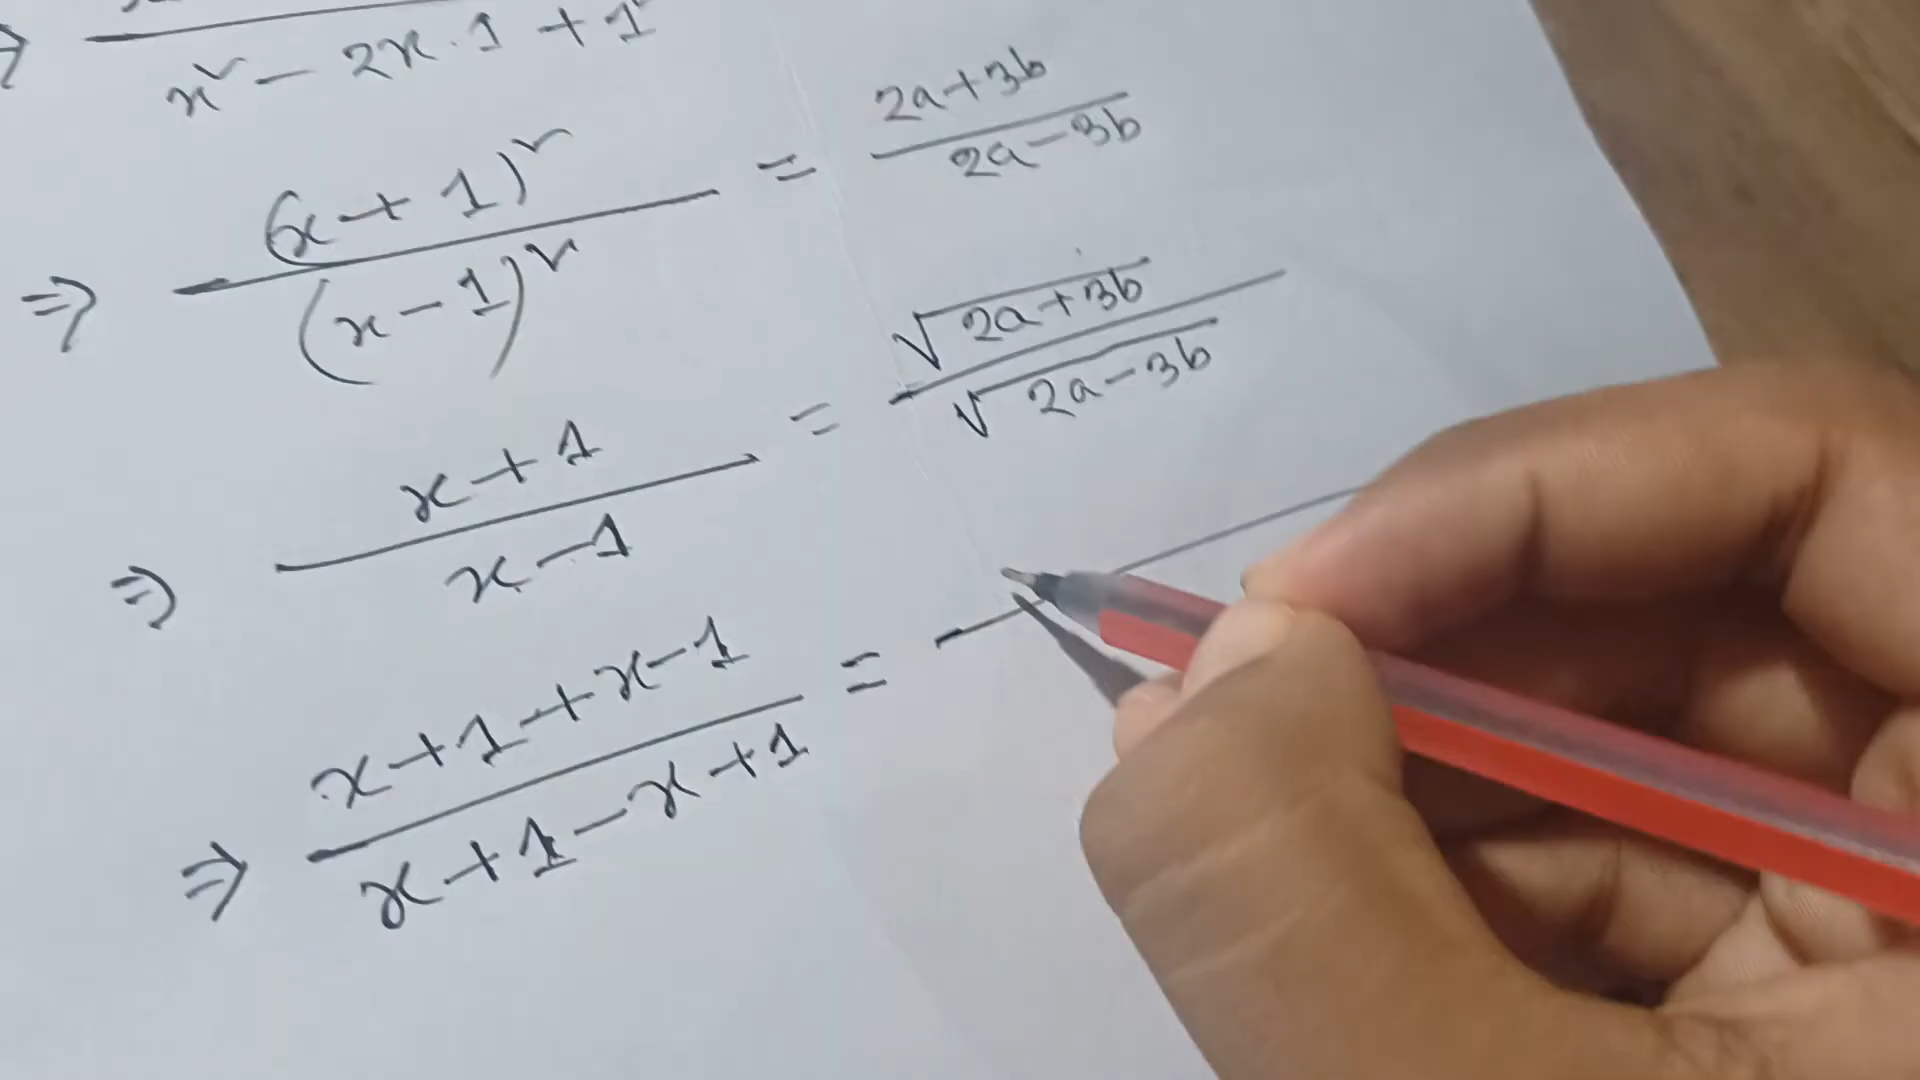 ⇒ x² - 2x.1 + 1²
⇒ (x+1)² / (x-1)² = 2a+3b / 2a-3b
⇒ x+1 / x-1 = √2a+3b / √2a-3b
⇒ x+1+x-1 / x+1-x+1 =